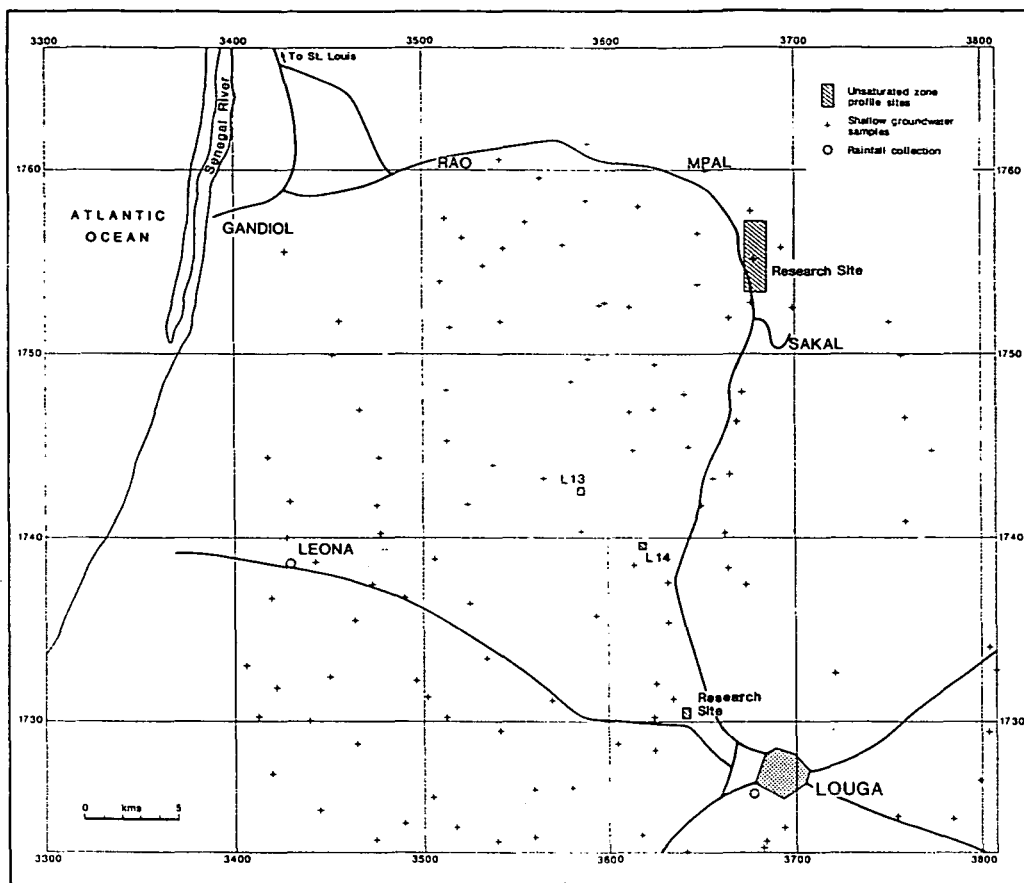 3300 3400 3500 3600 3700 3800
To St. Louis
Senegal River
Unsaturated zone
profile sites
Shallow groundwater
samples
Rainfall collection
RAO
MPAL
1760 1760
ATLANTIC
OCEAN
GANDIOL
Research Site
SAKAL
1750 1750
L13
1740 1740
LEONA
L14
Research
Site
1730 1730
LOUGA
0 kms 5
3300 3400 3500 3600 3700 3800